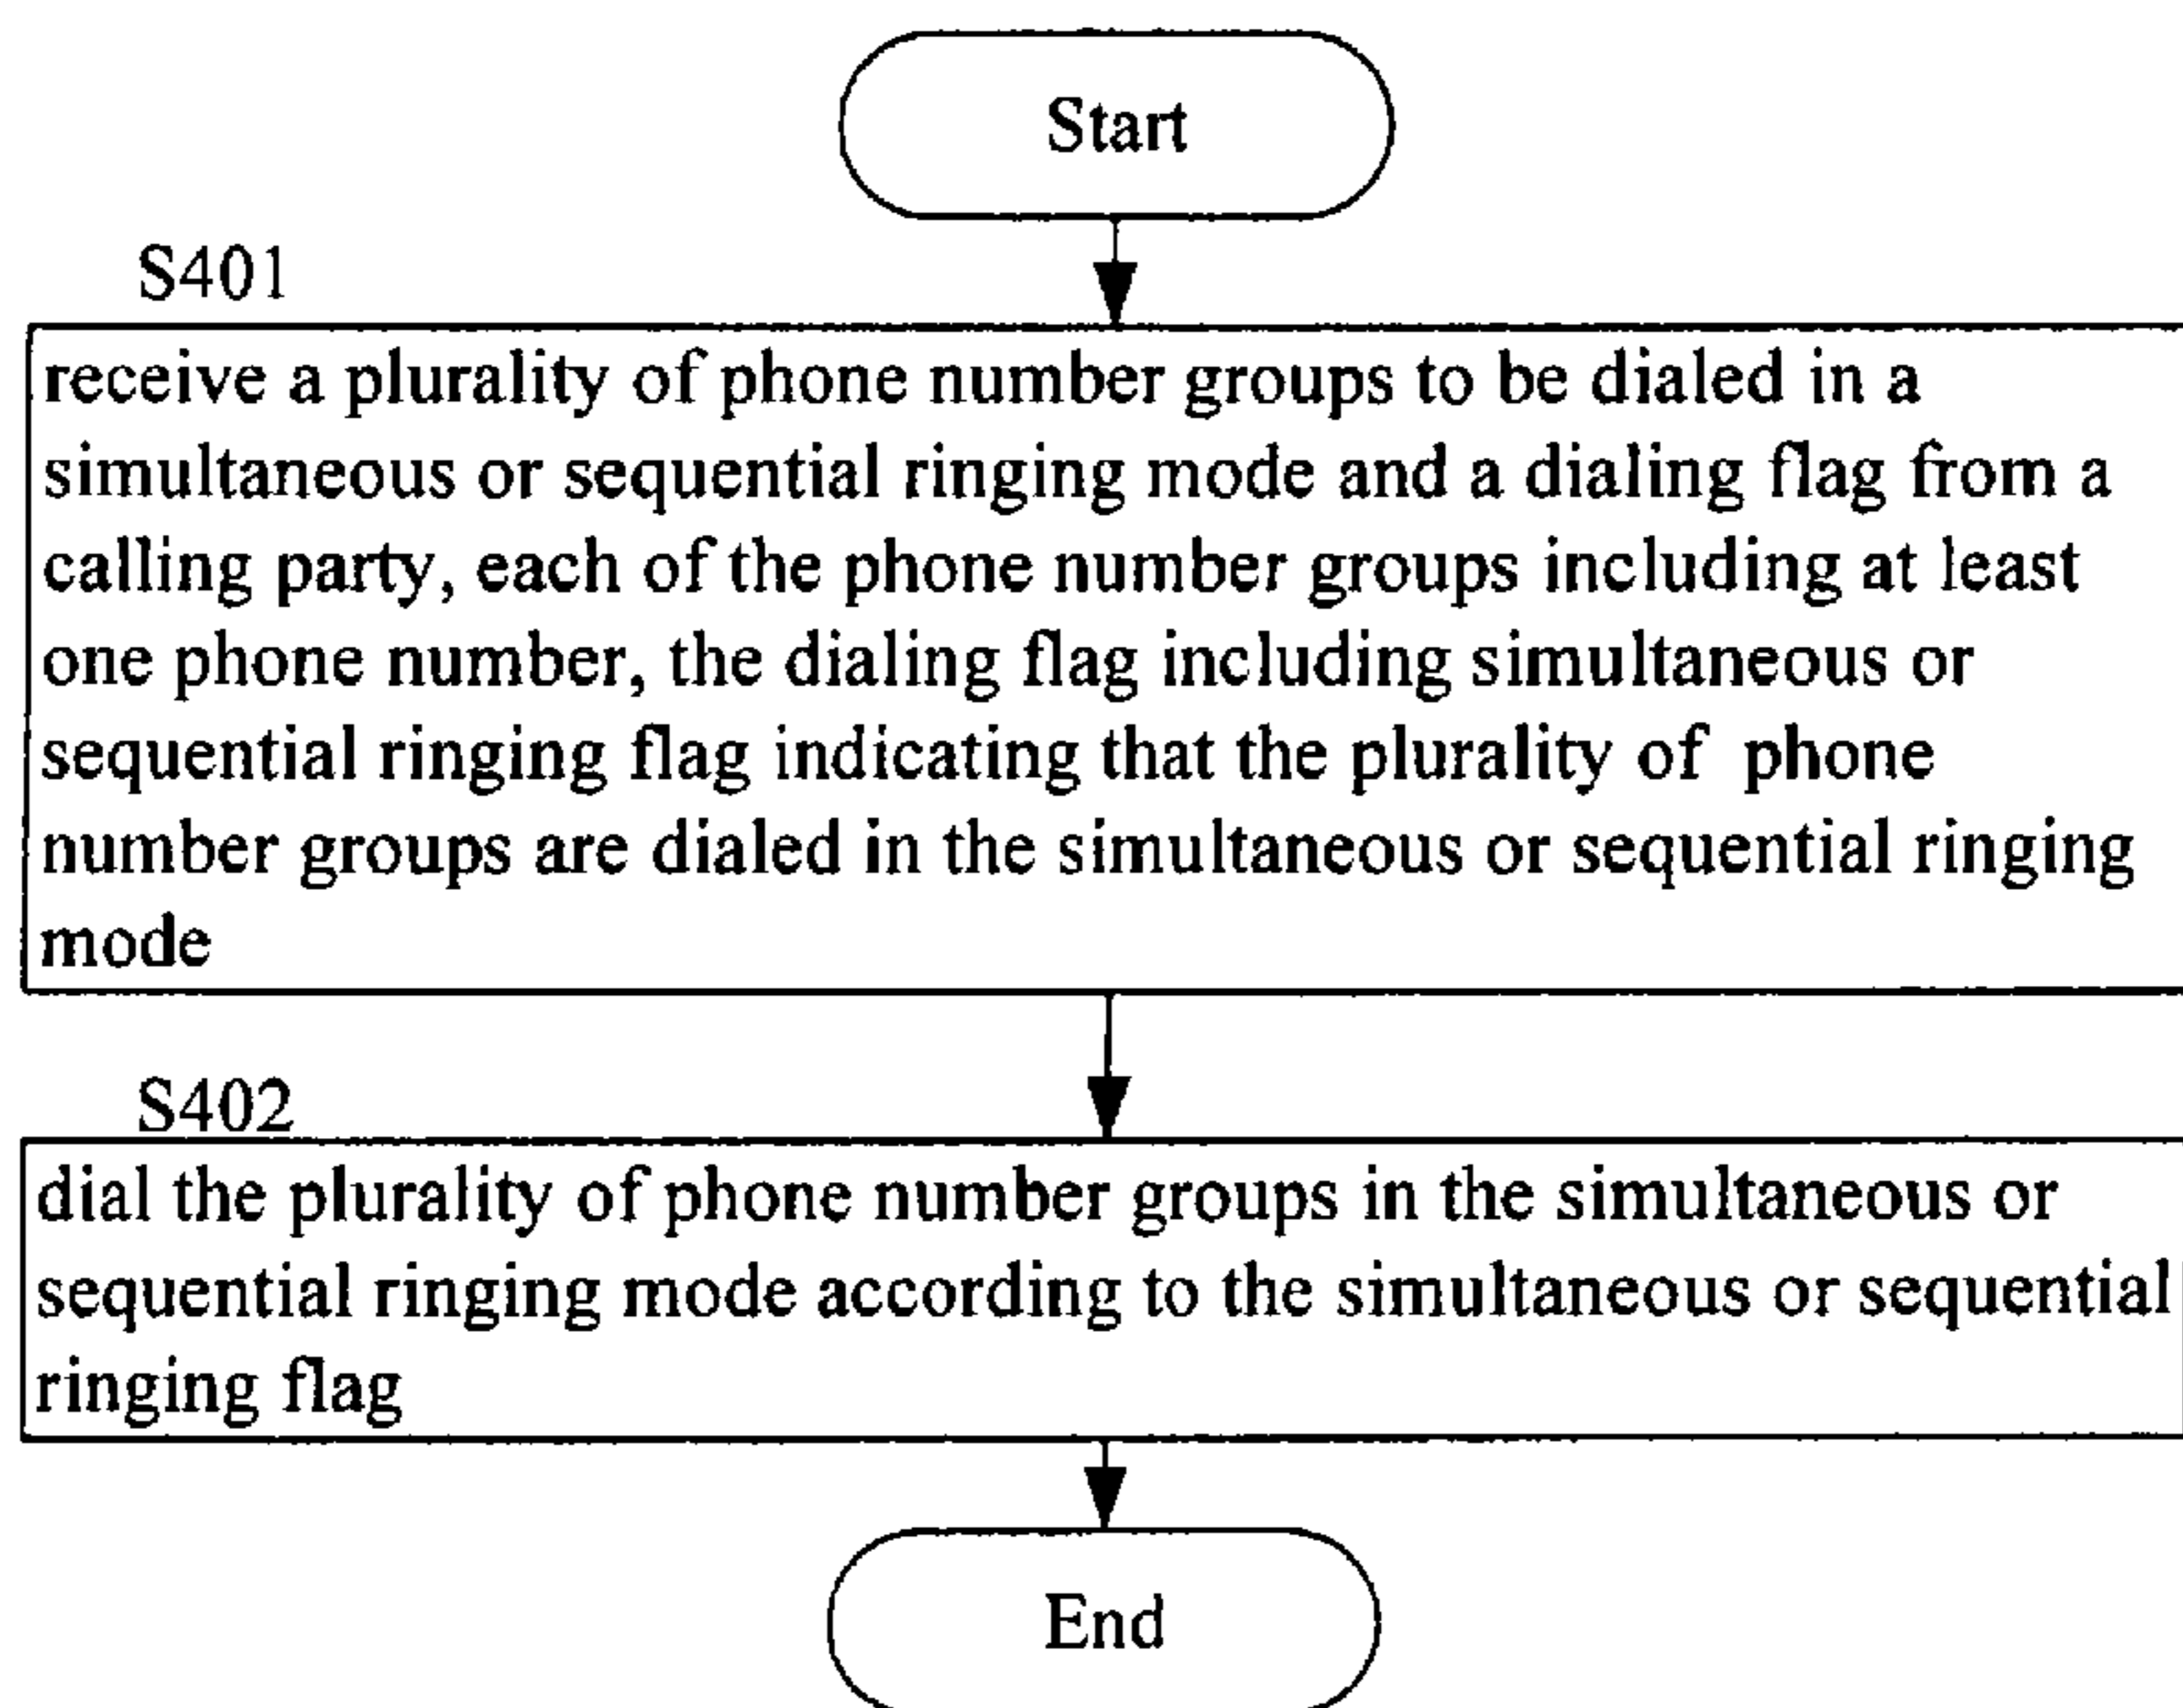 Start
S401
receive a plurality of phone number groups to be dialed in a
simultaneous or sequential ringing mode and a dialing flag from a
calling party, each of the phone number groups including at least
one phone number, the dialing flag including simultaneous or
sequential ringing flag indicating that the plurality of phone
number groups are dialed in the simultaneous or sequential ringing
mode
S402
dial the plurality of phone number groups in the simultaneous or
sequential ringing mode according to the simultaneous or sequential
ringing flag
End